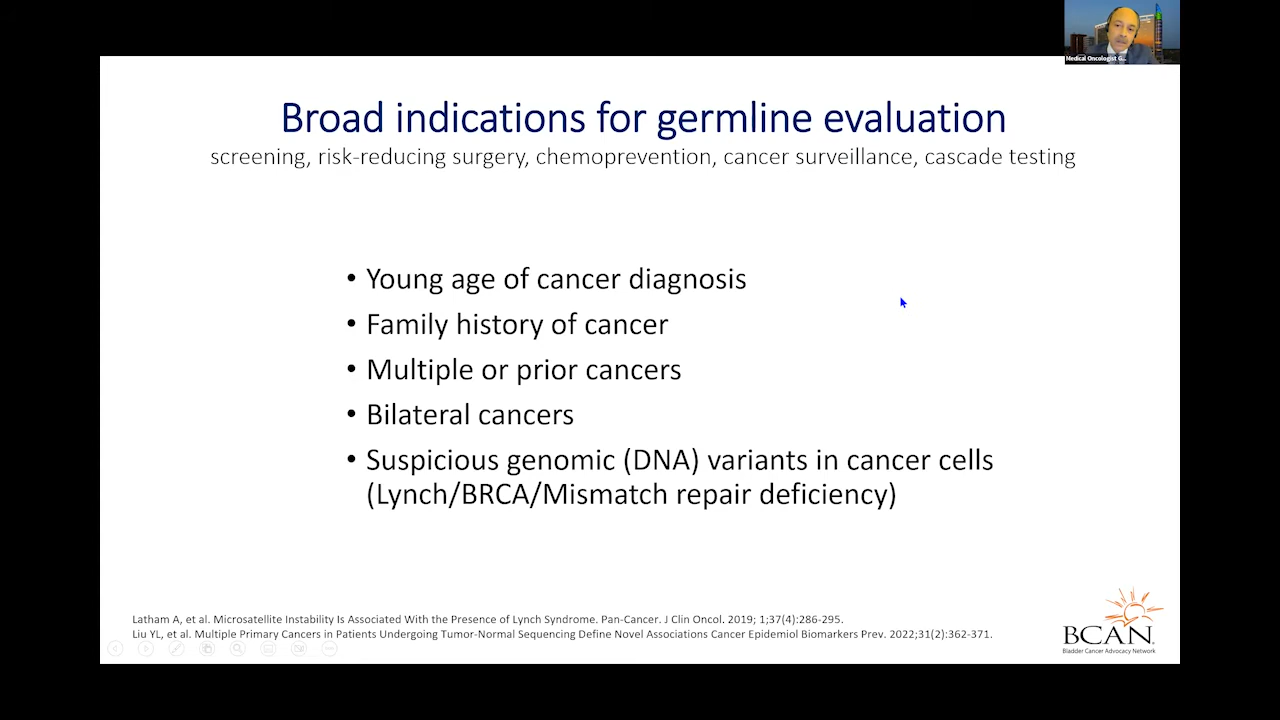 Medical Oncologist G...
Broad indications for germline evaluation
screening, risk-reducing surgery, chemoprevention, cancer surveillance, cascade testing
• Young age of cancer diagnosis
• Family history of cancer
• Multiple or prior cancers
• Bilateral cancers
• Suspicious genomic (DNA) variants in cancer cells
(Lynch/BRCA/Mismatch repair deficiency)
Latham A, et al. Microsatellite Instability Is Associated With the Presence of Lynch Syndrome. Pan-Cancer. J Clin Oncol. 2019; 1;37(4):286-295.
Liu YL, et al. Multiple Primary Cancers in Patients Undergoing Tumor-Normal Sequencing Define Novel Associations Cancer Epidemiol Biomarkers Prev. 2022;31(2):362-371.
BCAN
Bladder Cancer Advocacy Network